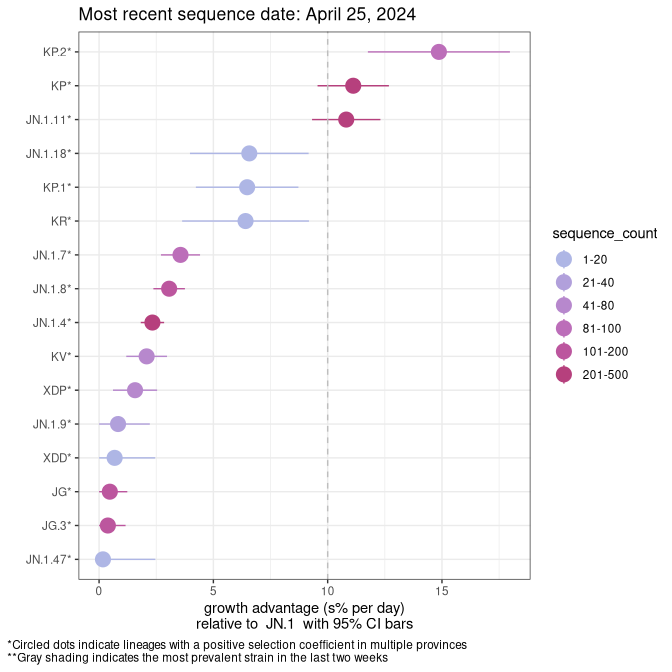 Most recent sequence date: April 25, 2024
KP.2*
KP*
JN.1.11*
JN.1.18*
KP.1*
KR*
JN.1.7*
JN.1.8*
JN.1.4*
KV*
XDP*
JN.1.9*
XDD*
JG*
JG.3*
JN.1.47*
0 5 10 15
growth advantage (s% per day)
relative to JN.1 with 95% CI bars
sequence_count
1-20
21-40
41-80
81-100
101-200
201-500
*Circled dots indicate lineages with a positive selection coefficient in multiple provinces
**Gray shading indicates the most prevalent strain in the last two weeks